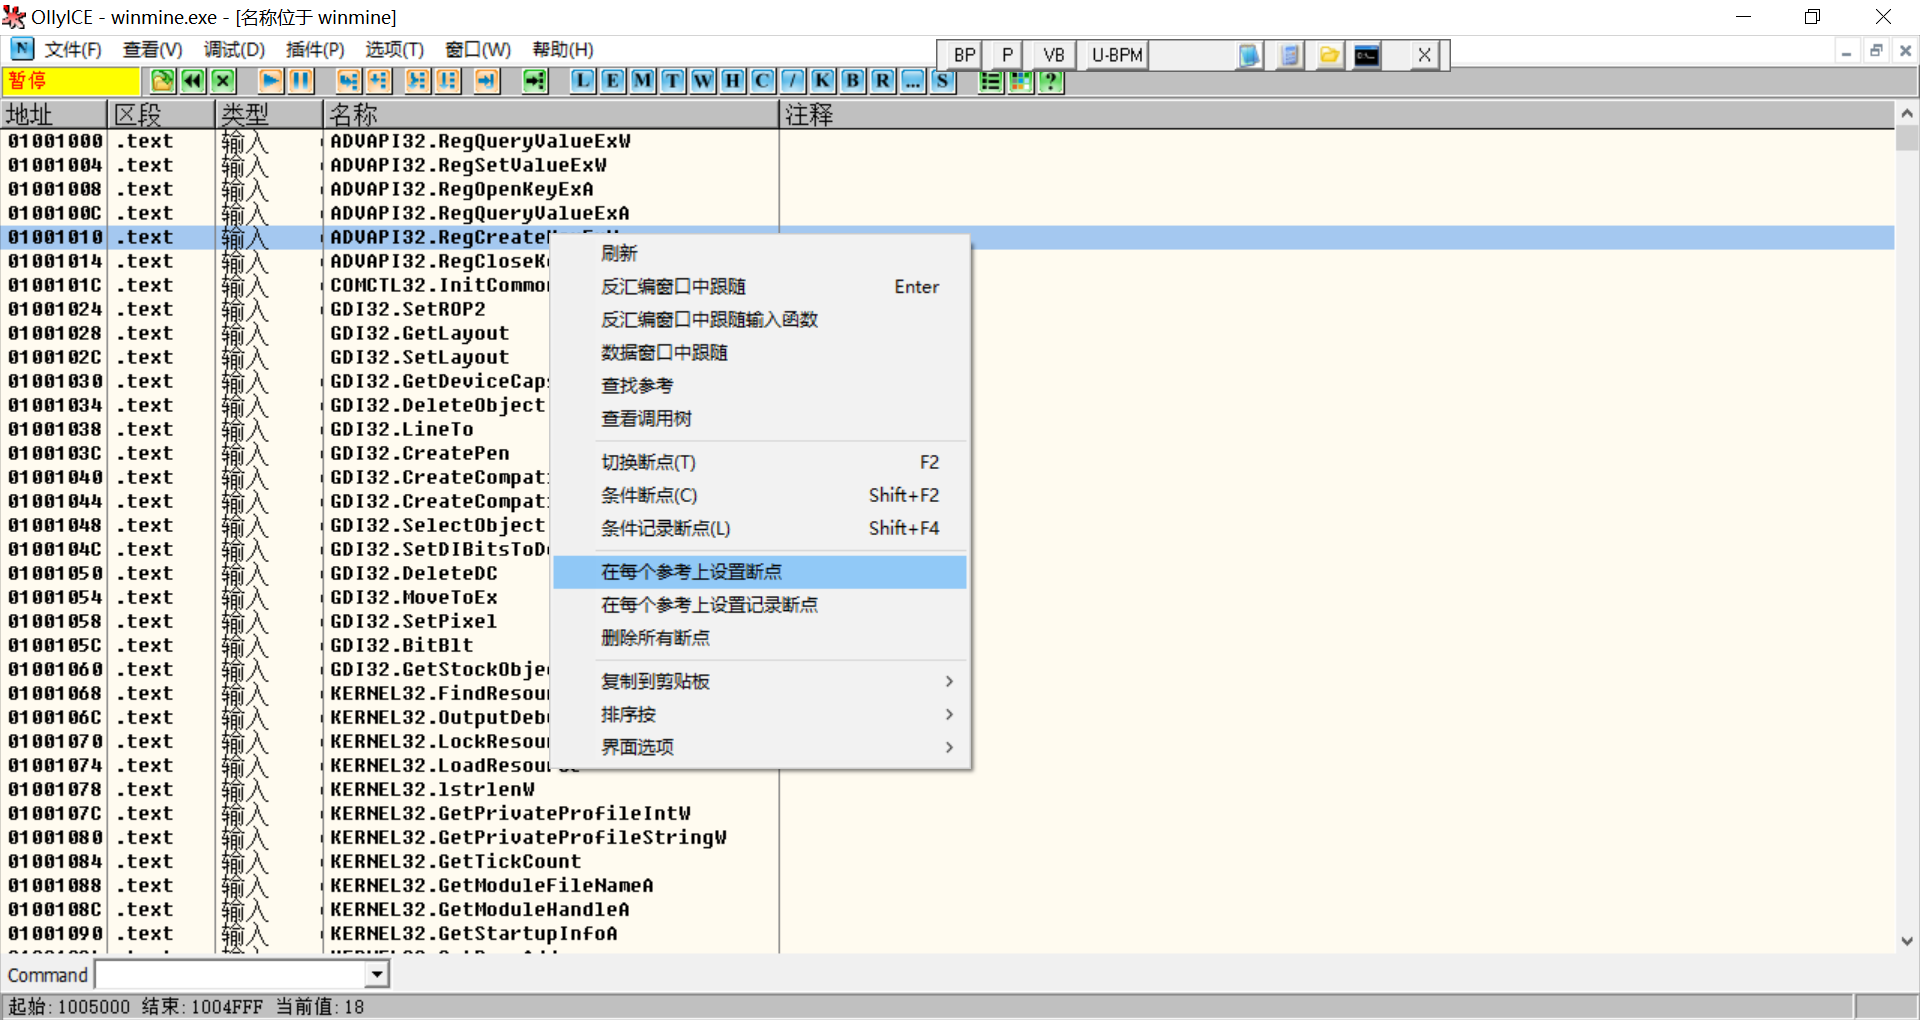 OllyICE - winmine.exe - [名称位于 winmine]
文件(F) 查看(V) 调试(D) 插件(P) 选项(T) 窗口(W) 帮助(H)
BP P VB U-BPM X
暂停 L E M T W H C / K B R ... S ?
地址 区段 类型 名称 注释
01001000 .text 输入 ADVAPI32.RegQueryValueExW
01001004 .text 输入 ADVAPI32.RegSetValueExW
01001008 .text 输入 ADVAPI32.RegOpenKeyExA
0100100C .text 输入 ADVAPI32.RegQueryValueExA
01001010 .text 输入 ADVAPI32.RegCreate
01001014 .text 输入 ADVAPI32.RegCloseK
0100101C .text 输入 COMCTL32.InitCommo
01001024 .text 输入 GDI32.SetROP2
01001028 .text 输入 GDI32.GetLayout
0100102C .text 输入 GDI32.SetLayout
01001030 .text 输入 GDI32.GetDeviceCap
01001034 .text 输入 GDI32.DeleteObject
01001038 .text 输入 GDI32.LineTo
0100103C .text 输入 GDI32.CreatePen
01001040 .text 输入 GDI32.CreateCompat
01001044 .text 输入 GDI32.CreateCompat
01001048 .text 输入 GDI32.SelectObject
0100104C .text 输入 GDI32.SetDIBitsToD
01001050 .text 输入 GDI32.DeleteDC
01001054 .text 输入 GDI32.MoveToEx
01001058 .text 输入 GDI32.SetPixel
0100105C .text 输入 GDI32.BitBlt
01001060 .text 输入 GDI32.GetStockObje
01001068 .text 输入 KERNEL32.FindResou
0100106C .text 输入 KERNEL32.OutputDeb
01001070 .text 输入 KERNEL32.LockResou
01001074 .text 输入 KERNEL32.LoadResou
01001078 .text 输入 KERNEL32.lstrlenW
0100107C .text 输入 KERNEL32.GetPrivateProfileIntW
01001080 .text 输入 KERNEL32.GetPrivateProfileStringW
01001084 .text 输入 KERNEL32.GetTickCount
01001088 .text 输入 KERNEL32.GetModuleFileNameA
0100108C .text 输入 KERNEL32.GetModuleHandleA
01001090 .text 输入 KERNEL32.GetStartupInfoA
刷新
反汇编窗口中跟随 Enter
反汇编窗口中跟随输入函数
数据窗口中跟随
查找参考
查看调用树
切换断点(T) F2
条件断点(C) Shift+F2
条件记录断点(L) Shift+F4
在每个参考上设置断点
在每个参考上设置记录断点
删除所有断点
复制到剪贴板
排序按
界面选项
Command
起始: 1005000 结束: 1004FFF 当前值: 18